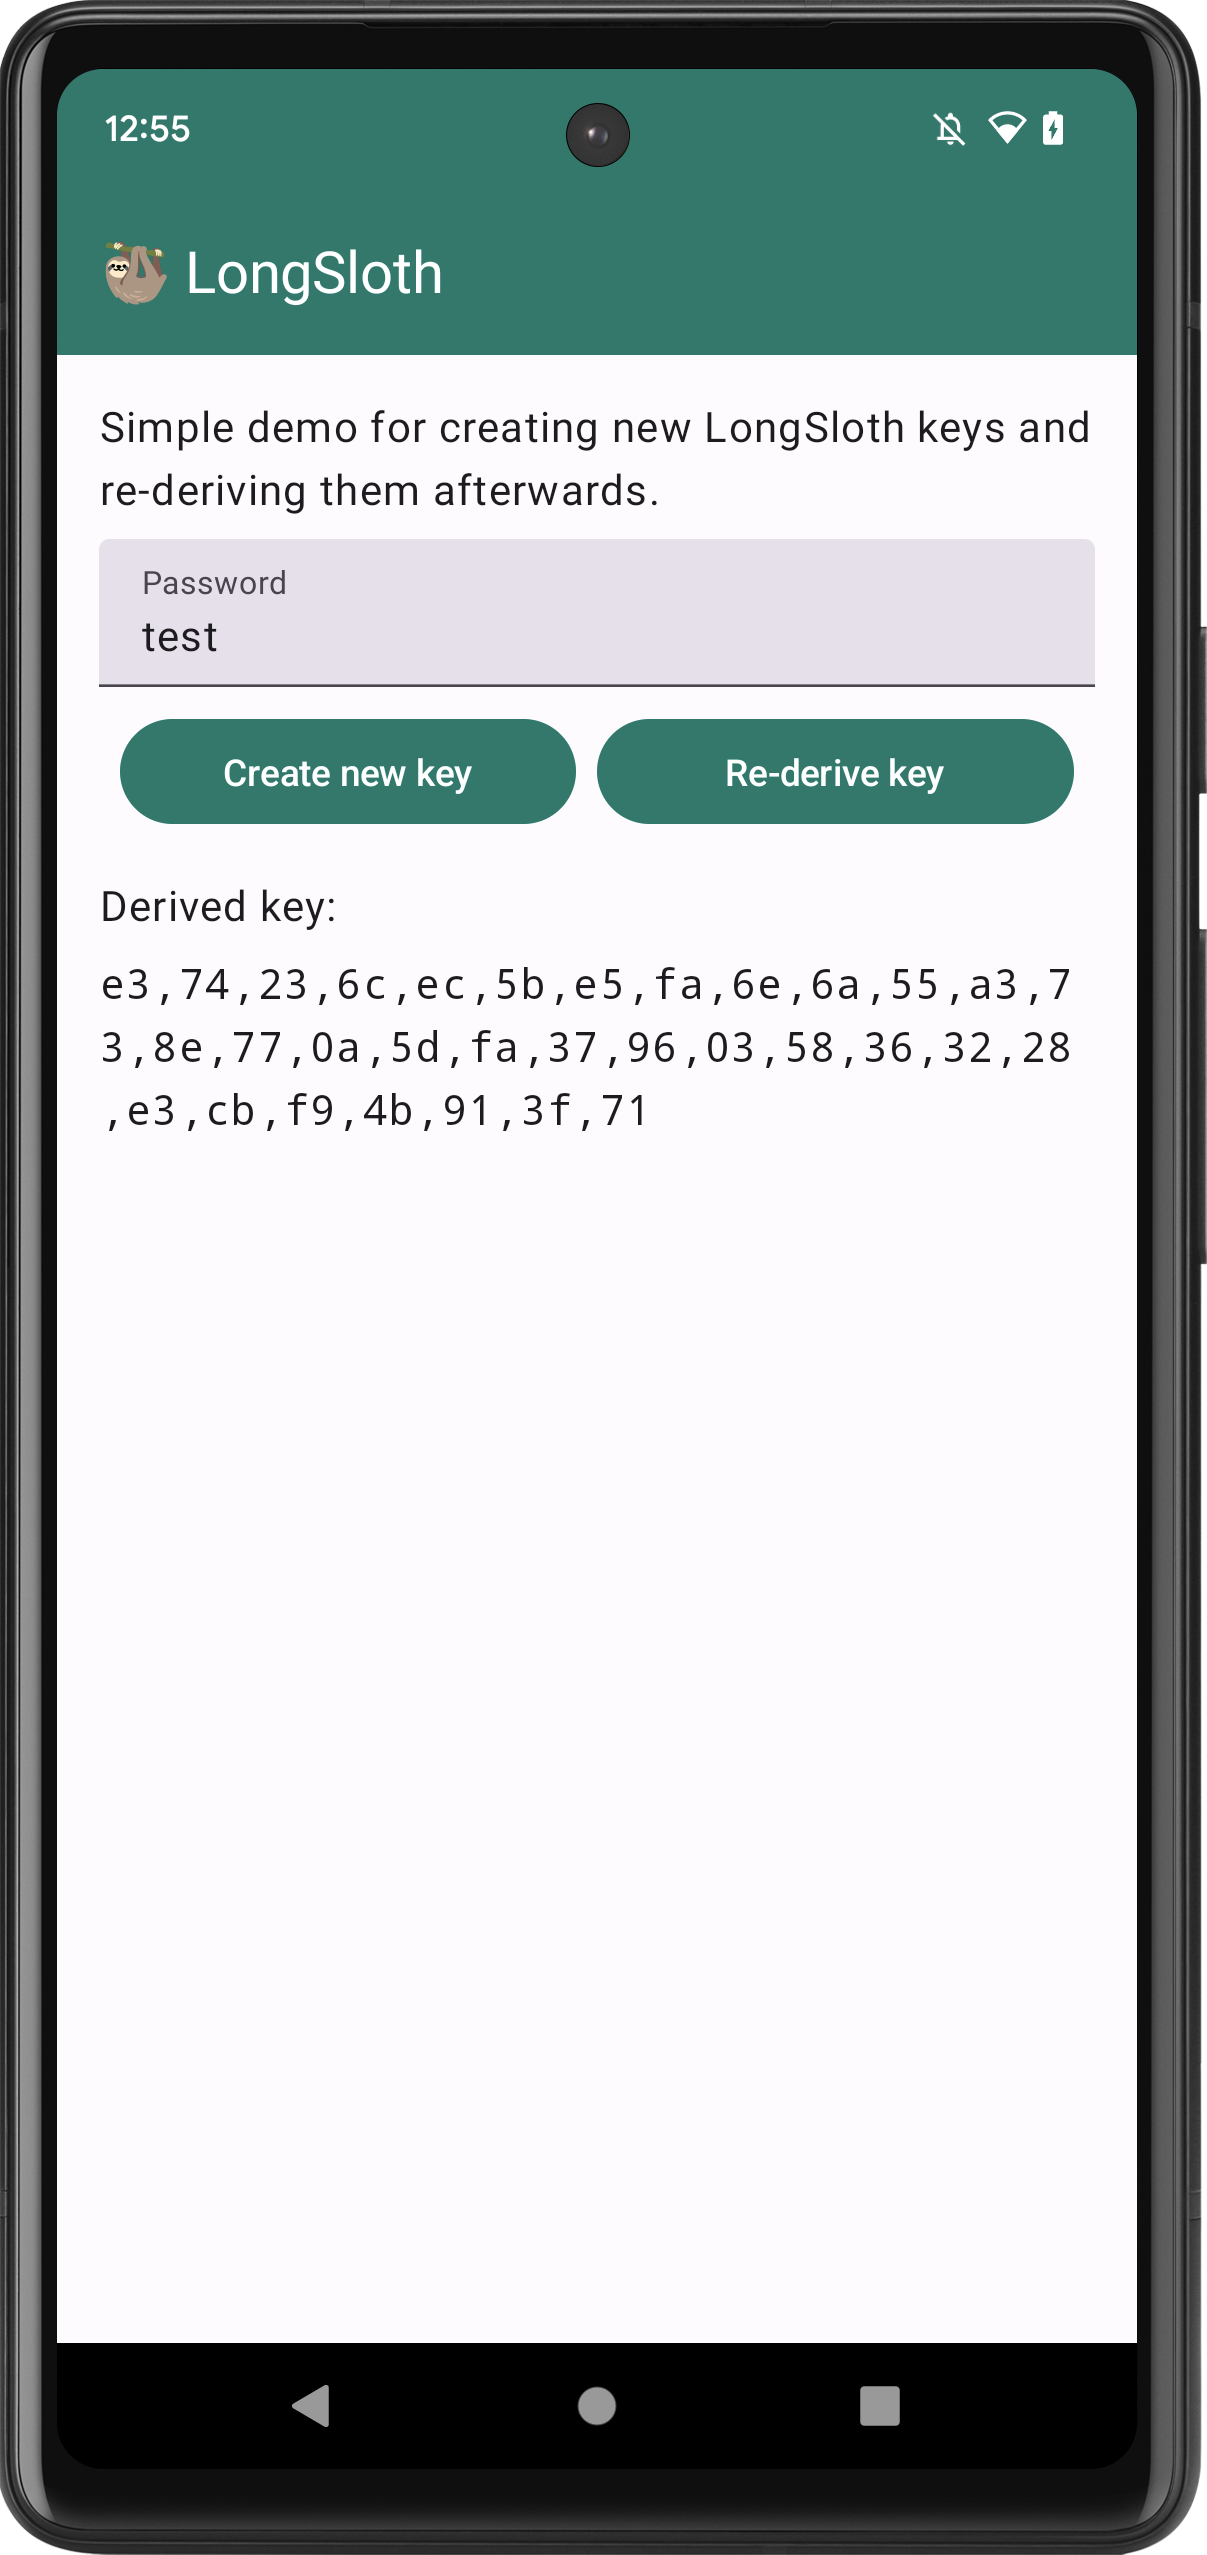 12:55
LongSloth
Simple demo for creating new LongSloth keys and
re-deriving them afterwards.
Password
test
Create new key
Re-derive key
Derived key:
e3,74,23,6c,ec,5b,e5,fa,6e,6a,55,a3,7
3,8e,77,0a,5d,fa,37,96,03,58,36,32,28
,e3,cb,f9,4b,91,3f,71